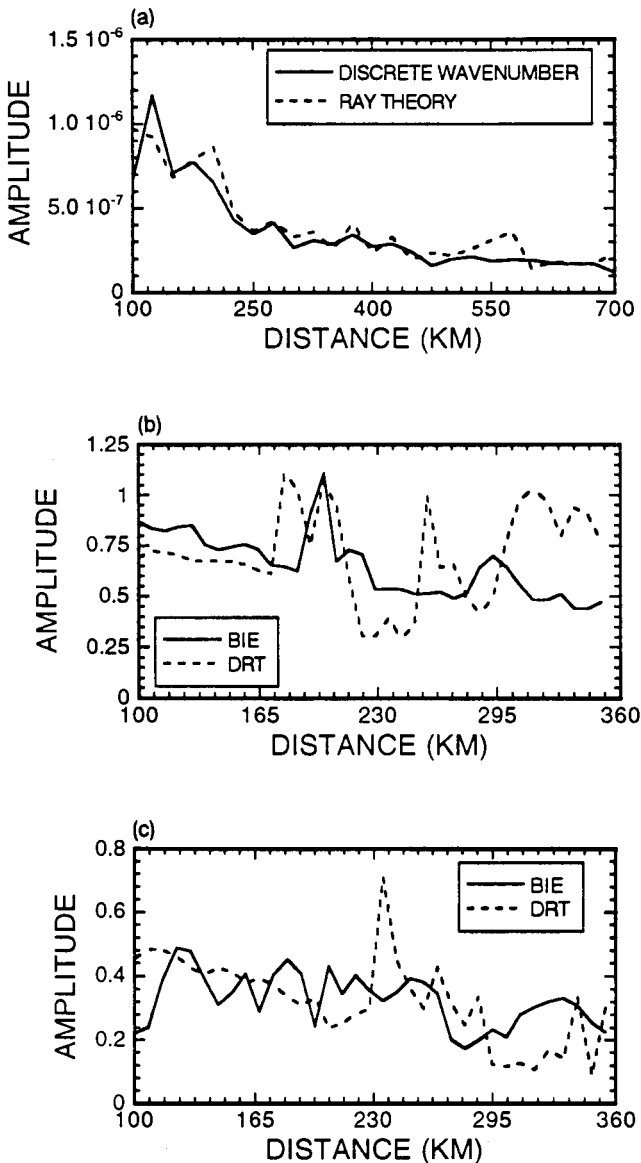 (a)
1.5 10-6
1.0 10-6
5.0 10-7
0
AMPLITUDE
DISCRETE WAVENUMBER
RAY THEORY
100 250 400 550 700
DISTANCE (KM)
(b)
1.25
1
0.75
0.5
0.25
0
AMPLITUDE
BIE
DRT
100 165 230 295 360
DISTANCE (KM)
(c)
0.8
0.6
0.4
0.2
0
AMPLITUDE
BIE
DRT
100 165 230 295 360
DISTANCE (KM)